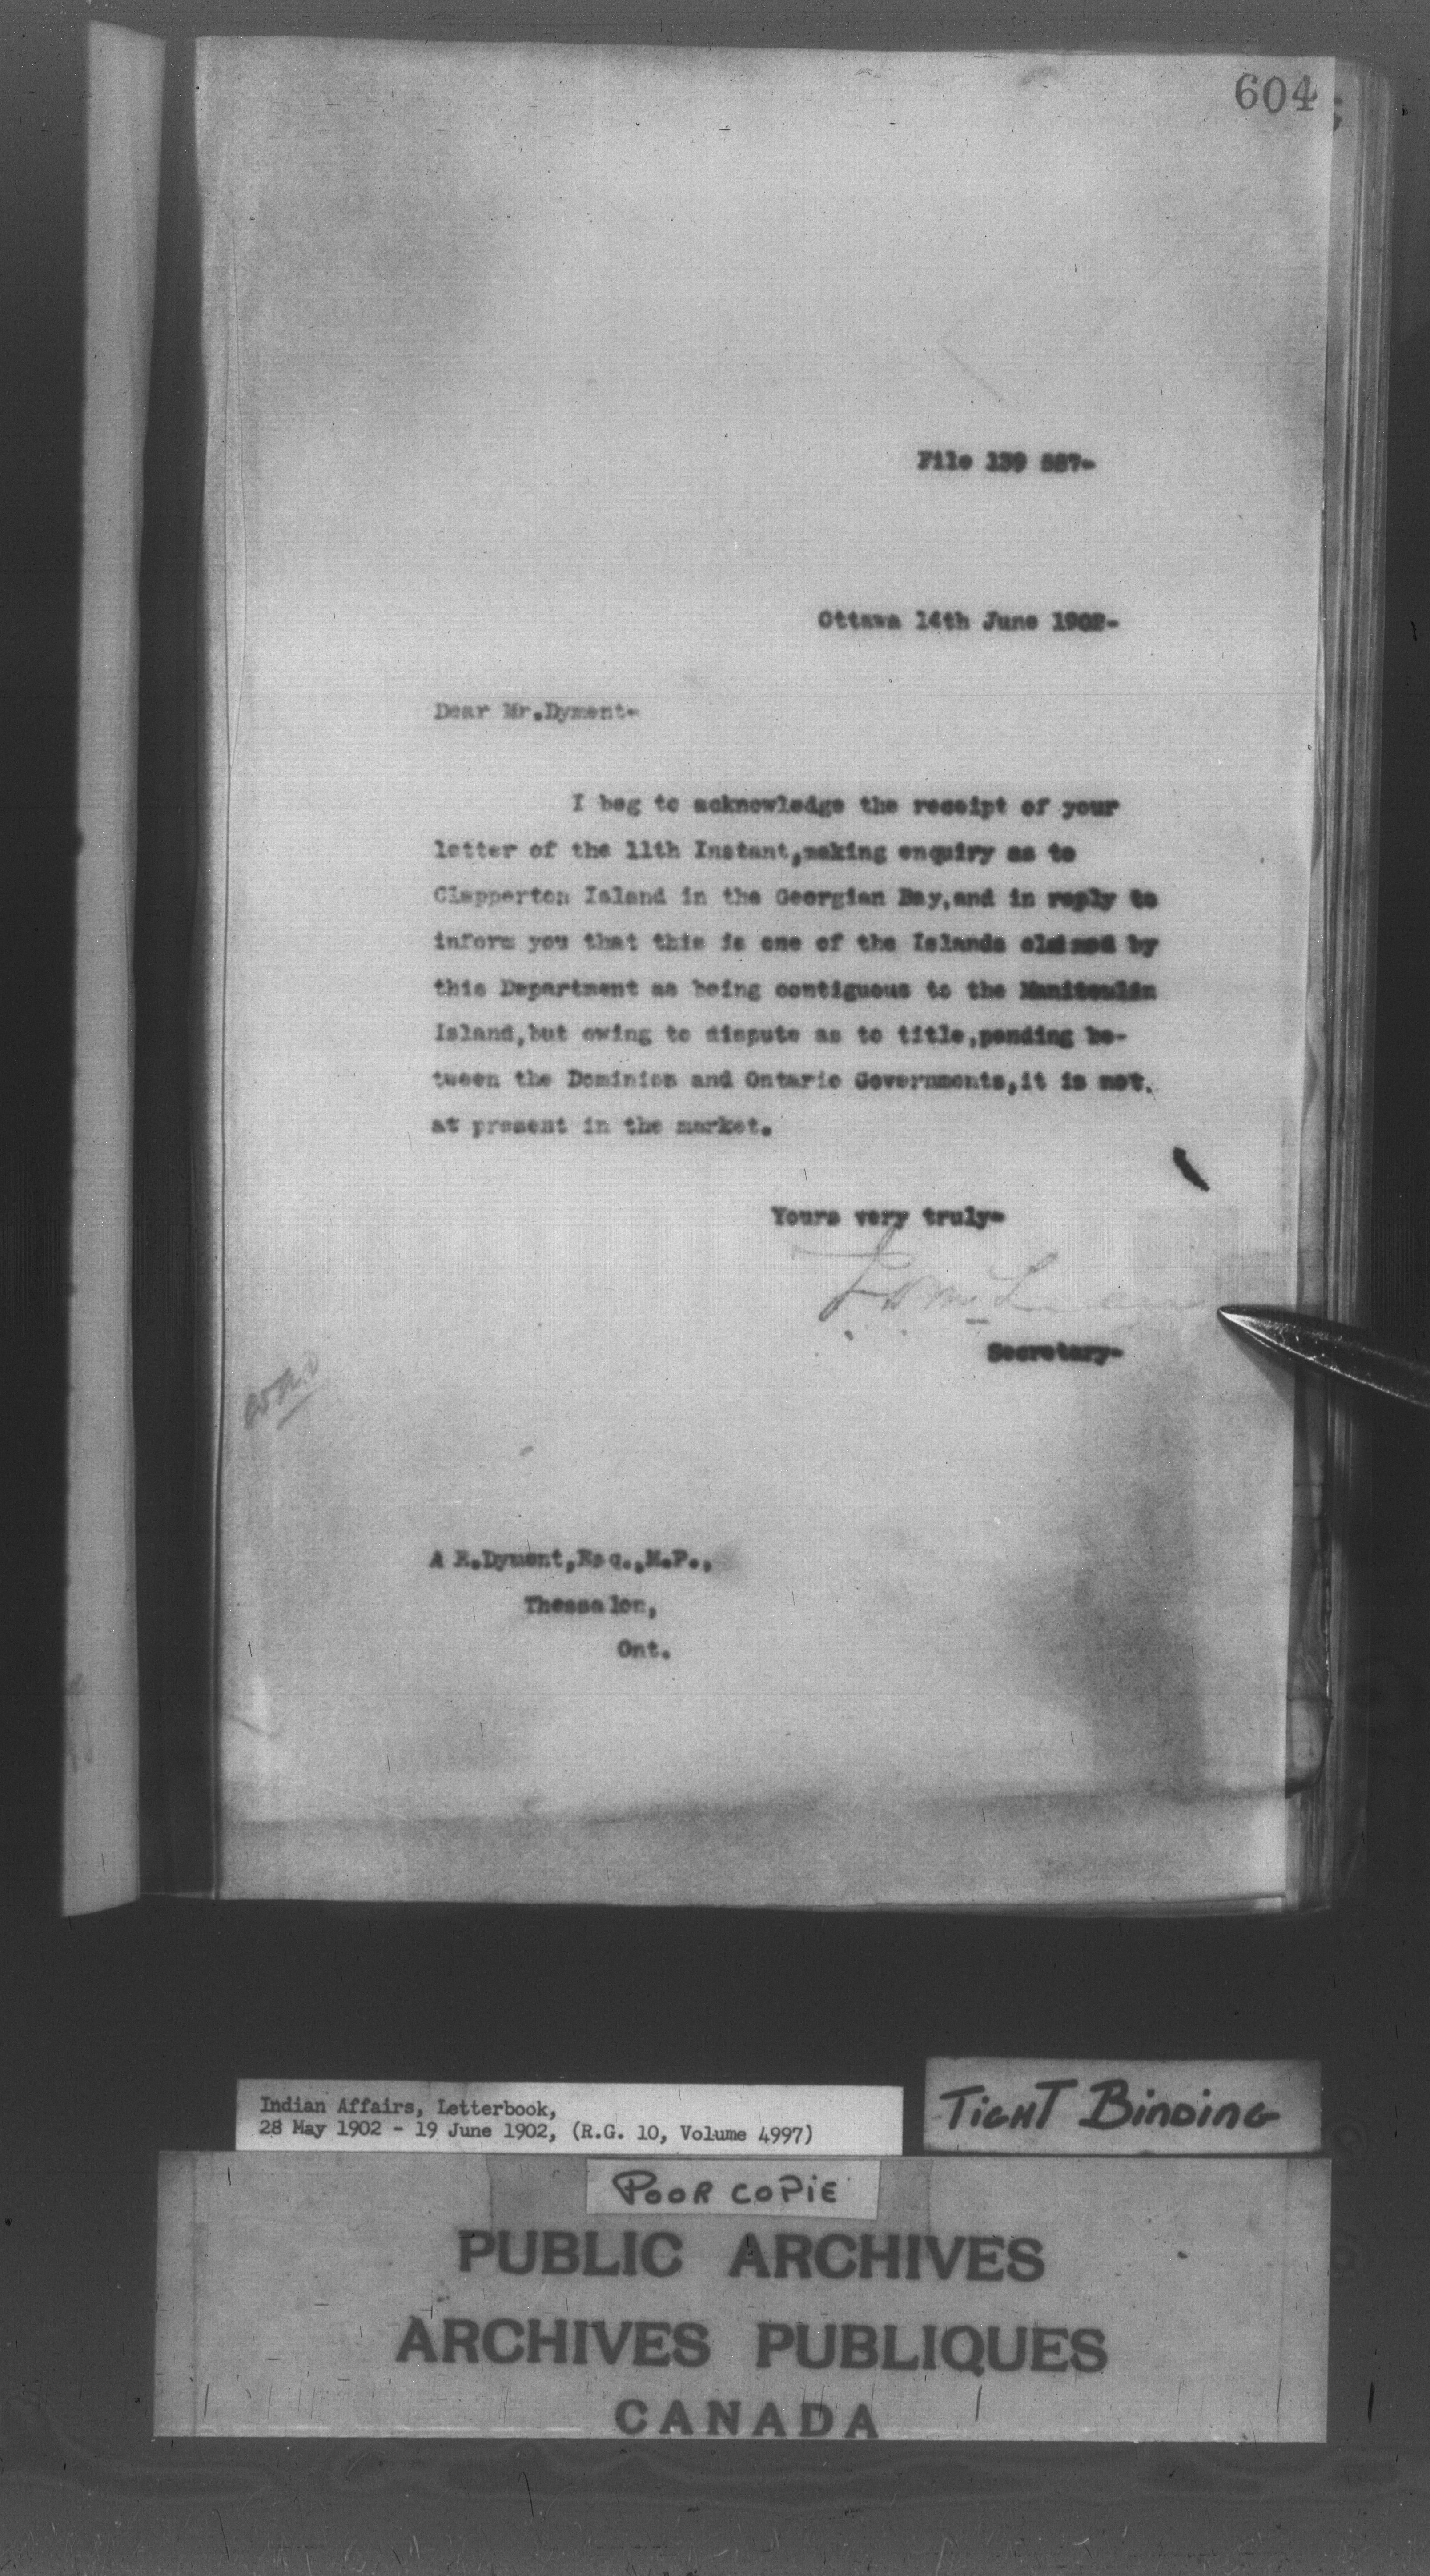 604
File 139 587-
Ottawa 14th June 1902-
Dear Mr.Dyment-
I beg to acknowledge the receipt of your
letter of the 11th Instant,making enquiry as to
Clapperton Island in the Georgian Bay,and in reply to
inform you that this is one of the Islands claimed by
this Department as being contiguous to the Manitoulin
Island,but owing to dispute as to title,pending be-
tween the Dominion and Ontario Governments,it is not.
at present in the market.
Yours very truly-
J D McLean
Secretary-
A E.Dyment,Esq.,M.P.,
Thessalon,
Ont.
Indian Affairs, Letterbook,
28 May 1902 - 19 June 1902, (R.G. 10, Volume 4997)
TIGHT BINDING
POOR COPIE
PUBLIC ARCHIVES
ARCHIVES PUBLIQUES
CANADA